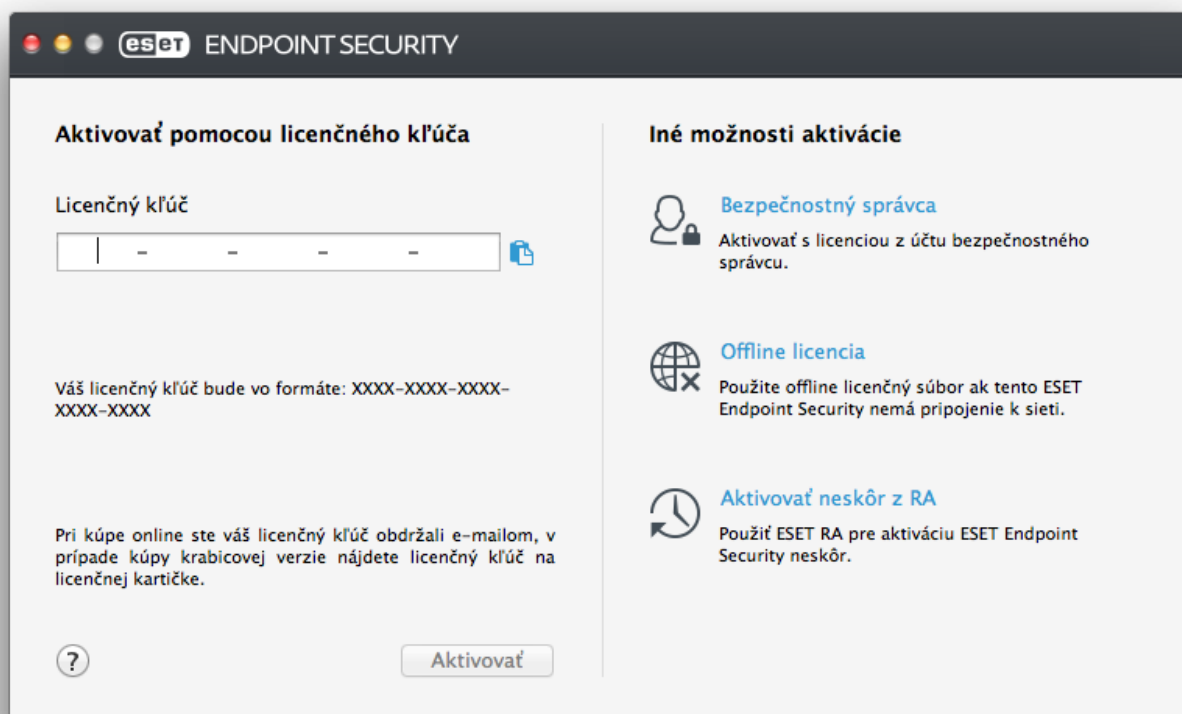 eseT ENDPOINT SECURITY
Aktivovať pomocou licenčného kľúča
Licenčný kľúč
– – – –
Váš licenčný kľúč bude vo formáte: XXXX–XXXX–XXXX–
XXXX–XXXX
Pri kúpe online ste váš licenčný kľúč obdržali e–mailom, v
prípade kúpy krabicovej verzie nájdete licenčný kľúč na
licenčnej kartičke.
?
Aktivovať
Iné možnosti aktivácie
Bezpečnostný správca
Aktivovať s licenciou z účtu bezpečnostného
správcu.
Offline licencia
Použite offline licenčný súbor ak tento ESET
Endpoint Security nemá pripojenie k sieti.
Aktivovať neskôr z RA
Použiť ESET RA pre aktiváciu ESET Endpoint
Security neskôr.